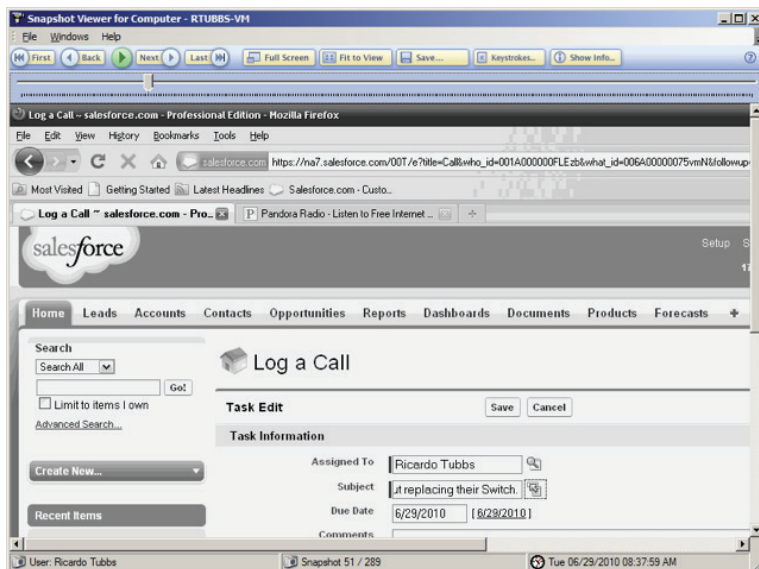 Snapshot Viewer for Computer - RTUBBS-VM
File Windows Help
First Back Next Last Full Screen Fit to View Save... Keystrokes... Show Info...
Log a Call ~ salesforce.com - Professional Edition - Mozilla Firefox
File Edit View History Bookmarks Tools Help
salesforce.com https://na7.salesforce.com/00T/e?title=Call&who_id=001A000000FLEzb&what_id=006A00000075vmN&followup=
Most Visited Getting Started Latest Headlines Salesforce.com - Custo...
Log a Call ~ salesforce.com - Pro... Pandora Radio - Listen to Free Internet ...
salesforce
Setup S
17
Home Leads Accounts Contacts Opportunities Reports Dashboards Documents Products Forecasts +
Search
Search All
Go!
Limit to items I own
Advanced Search...
Create New...
Recent Items
Log a Call
Task Edit Save Cancel
Task Information
Assigned To Ricardo Tubbs
Subject ut replacing their Switch.
Due Date 6/29/2010 [ 6/29/2010 ]
Comments
User: Ricardo Tubbs Snapshot 51 / 289 Tue 06/29/2010 08:37:59 AM